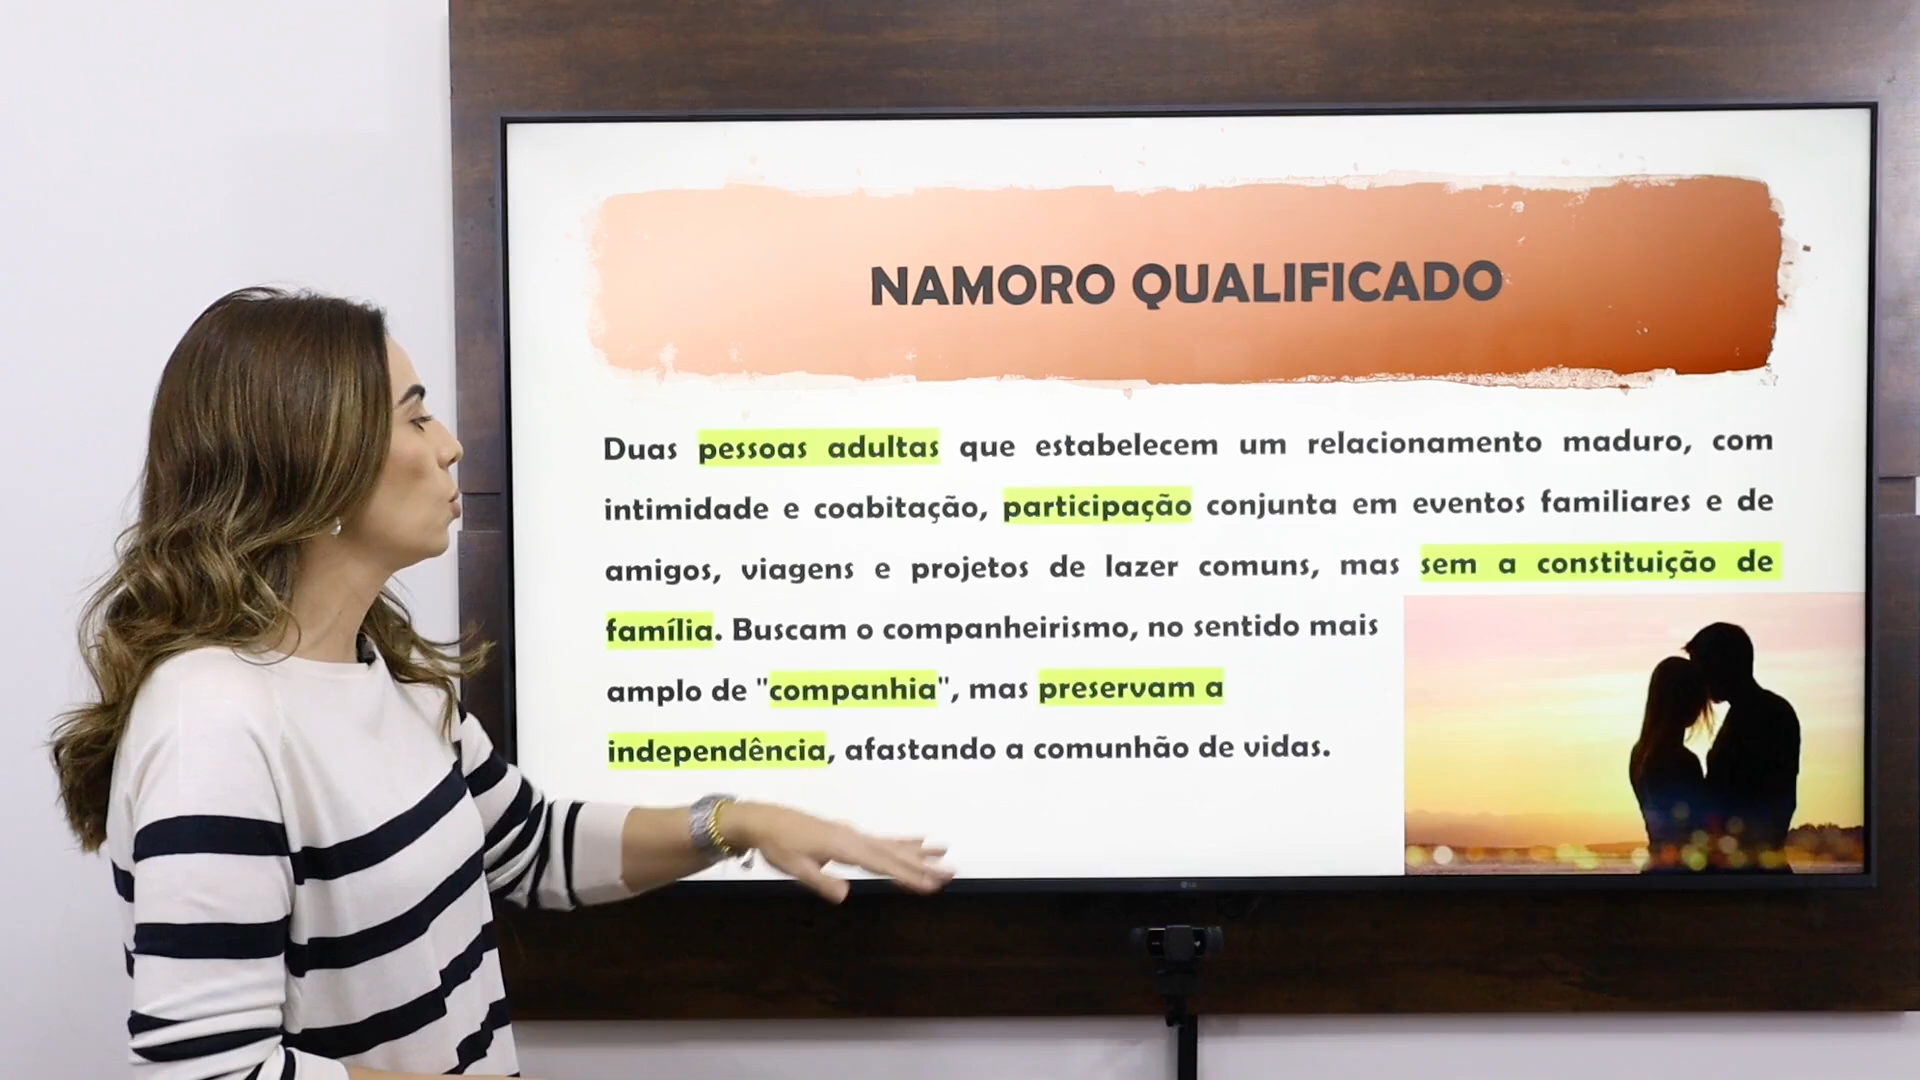 NAMORO QUALIFICADO
Duas pessoas adultas que estabelecem um relacionamento maduro, com
intimidade e coabitação, participação conjunta em eventos familiares e de
amigos, viagens e projetos de lazer comuns, mas sem a constituição de
família. Buscam o companheirismo, no sentido mais
amplo de "companhia", mas preservam a
independência, afastando a comunhão de vidas.